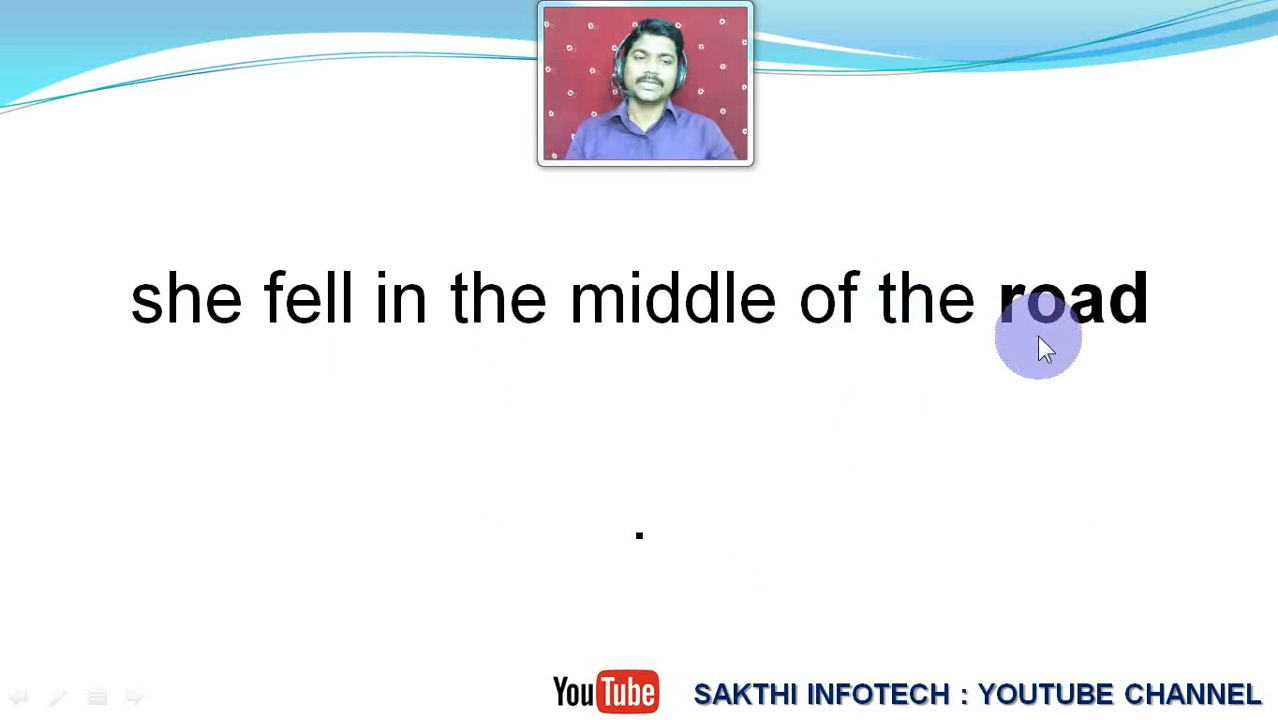 she fell in the middle of the road
.
YouTube SAKTHI INFOTECH : YOUTUBE CHANNEL